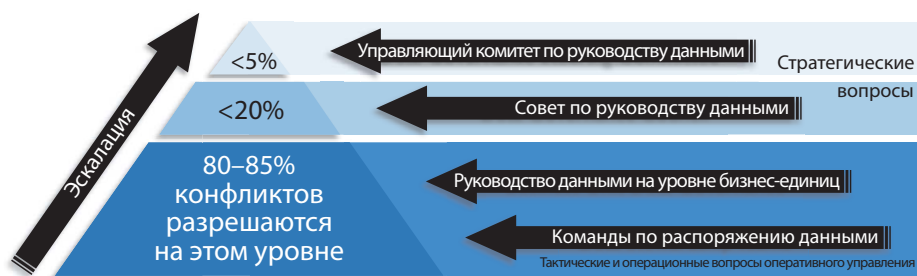 Эскалация
<5%
Управляющий комитет по руководству данными
Стратегические
вопросы
<20%
Совет по руководству данными
80–85%
конфликтов
разрешаются
на этом уровне
Руководство данными на уровне бизнес-единиц
Команды по распоряжению данными
Тактические и операционные вопросы оперативного управления